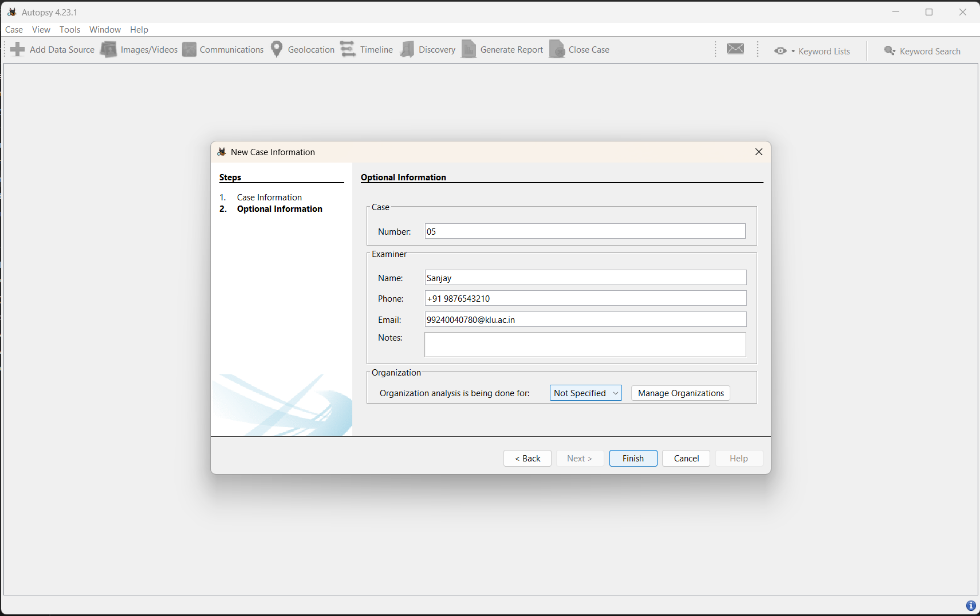 Autopsy 4.23.1
Case View Tools Window Help
Add Data Source Images/Videos Communications Geolocation Timeline Discovery Generate Report Close Case Keyword Lists Keyword Search
New Case Information
Steps
1. Case Information
2. Optional Information
Optional Information
Case
Number: 05
Examiner
Name: Sanjay
Phone: +91 9876543210
Email: 99240040780@klu.ac.in
Notes:
Organization
Organization analysis is being done for: Not Specified Manage Organizations
< Back Next > Finish Cancel Help